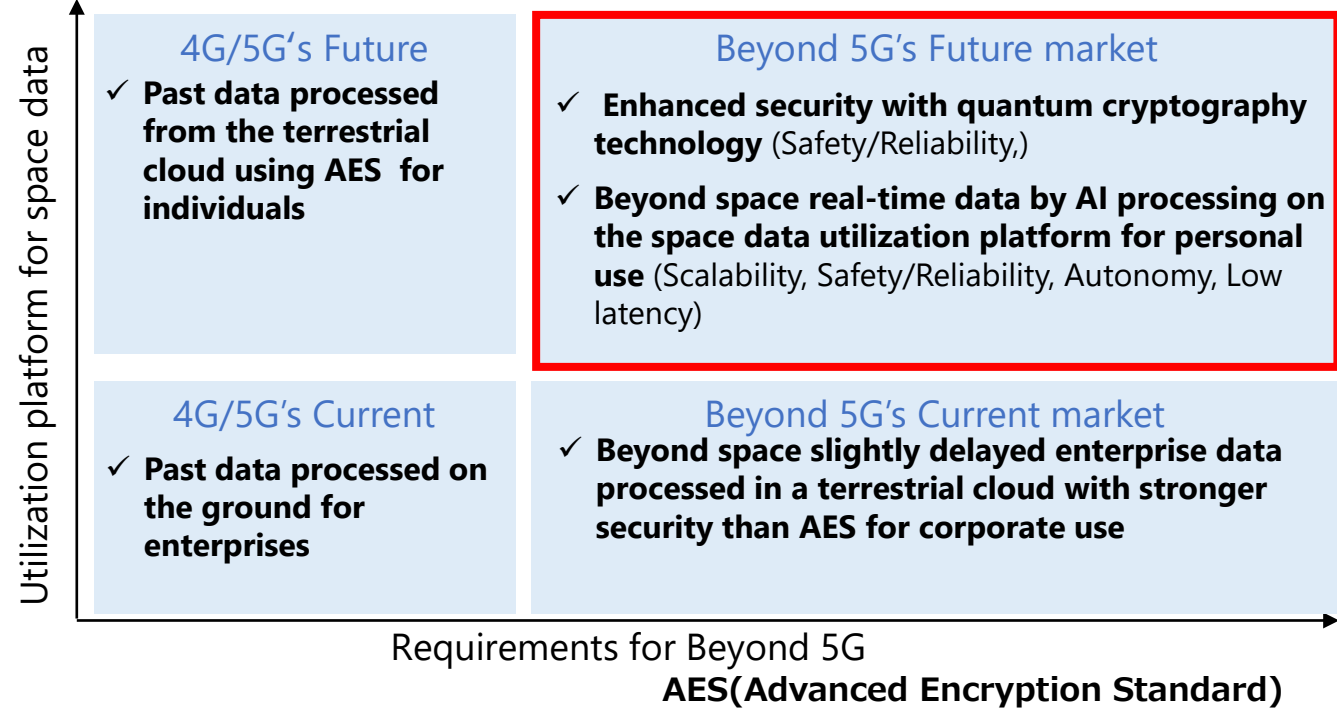 Utilization platform for space data
4G/5G‘s Future
✓ Past data processed
from the terrestrial
cloud using AES for
individuals
Beyond 5G’s Future market
✓ Enhanced security with quantum cryptography
technology (Safety/Reliability,)
✓ Beyond space real-time data by AI processing on
the space data utilization platform for personal
use (Scalability, Safety/Reliability, Autonomy, Low
latency)
4G/5G’s Current
✓ Past data processed on
the ground for
enterprises
Beyond 5G’s Current market
✓ Beyond space slightly delayed enterprise data
processed in a terrestrial cloud with stronger
security than AES for corporate use
Requirements for Beyond 5G
AES(Advanced Encryption Standard)